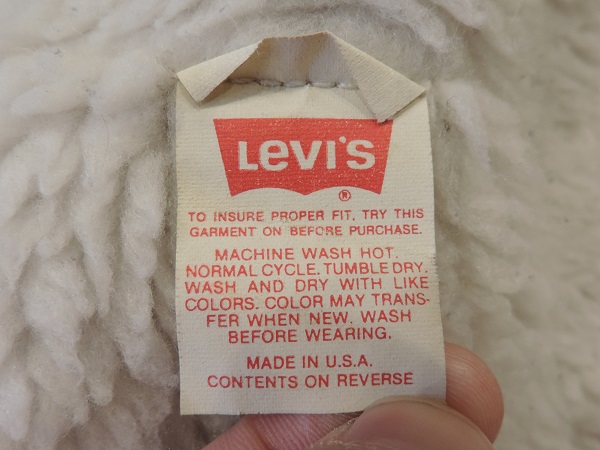 LEVI'S
®
TO INSURE PROPER FIT, TRY THIS
GARMENT ON BEFORE PURCHASE.
MACHINE WASH HOT.
NORMAL CYCLE. TUMBLE DRY.
WASH AND DRY WITH LIKE
COLORS. COLOR MAY TRANS-
FER WHEN NEW. WASH
BEFORE WEARING.
MADE IN U.S.A.
CONTENTS ON REVERSE